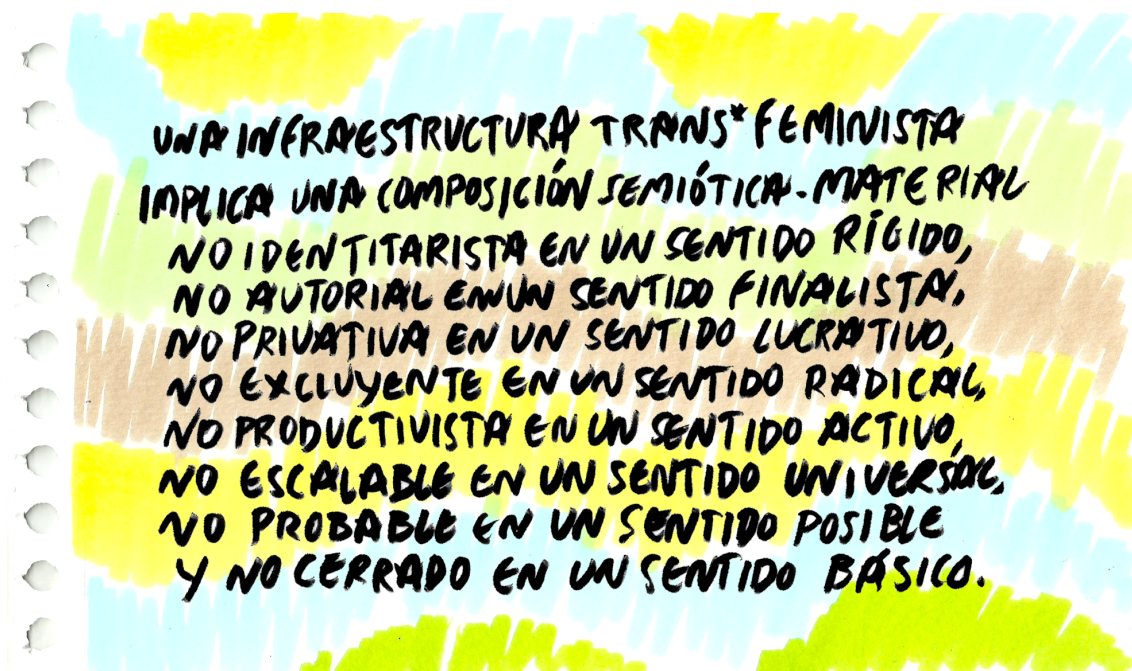 UNA INFRAESTRUCTURA TRANS* FEMINISTA
IMPLICA UNA COMPOSICIÓN SEMIÓTICA-MATERIAL
NO IDENTITARISTA EN UN SENTIDO RÍGIDO,
NO AUTORIAL EN UN SENTIDO FINALISTA,
NO PRIVATIVA EN UN SENTIDO LUCRATIVO,
NO EXCLUYENTE EN UN SENTIDO RADICAL,
NO PRODUCTIVISTA EN UN SENTIDO ACTIVO,
NO ESCALABLE EN UN SENTIDO UNIVERSAL,
NO PROBABLE EN UN SENTIDO POSIBLE
Y NO CERRADO EN UN SENTIDO BÁSICO.